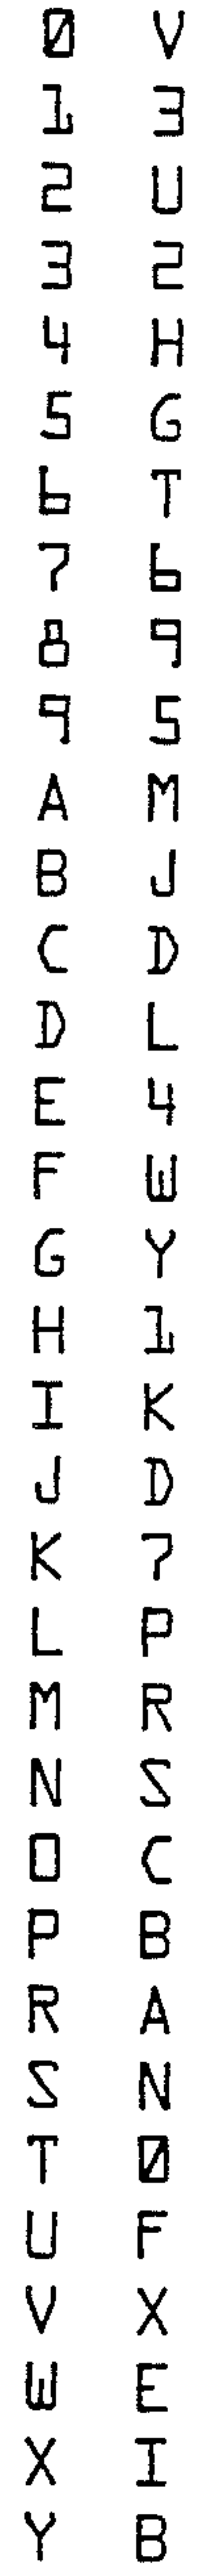 0 V
1 3
2 U
3 2
4 H
5 G
6 T
7 6
8 9
9 5
A M
B J
C D
D L
E 4
F W
G Y
H 1
I K
J D
K 7
L P
M R
N S
O C
P B
R A
S N
T 0
U F
V X
W E
X I
Y B